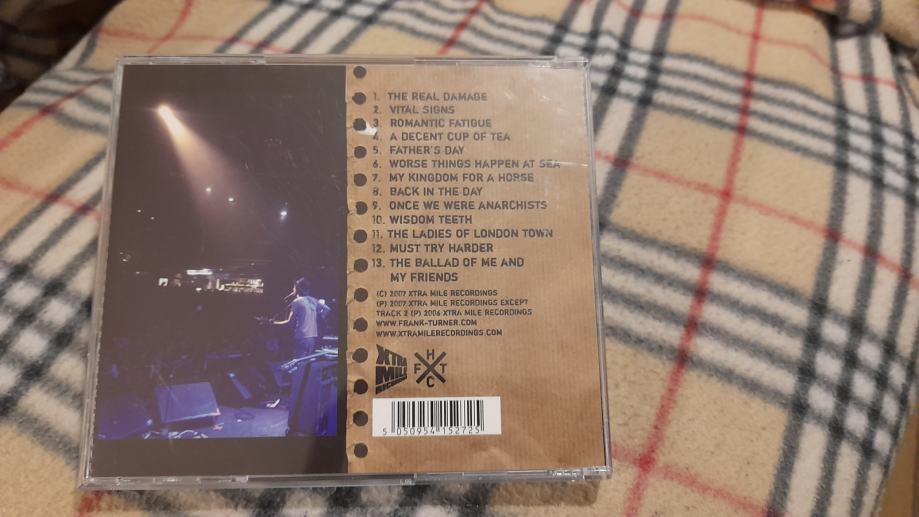 1. THE REAL DAMAGE
2. VITAL SIGNS
3. ROMANTIC FATIGUE
4. A DECENT CUP OF TEA
5. FATHER'S DAY
6. WORSE THINGS HAPPEN AT SEA
7. MY KINGDOM FOR A HORSE
8. BACK IN THE DAY
9. ONCE WE WERE ANARCHISTS
10. WISDOM TEETH
11. THE LADIES OF LONDON TOWN
12. MUST TRY HARDER
13. THE BALLAD OF ME AND
MY FRIENDS
(C) 2007 XTRA MILE RECORDINGS
(P) 2007 XTRA MILE RECORDINGS EXCEPT
TRACK 2 (P) 2006 XTRA MILE RECORDINGS
WWW.FRANK-TURNER.COM
WWW.XTRAMILERECORDINGS.COM
XTRA
MILE
RECORDINGS
H
F T
C
5 050954 152725